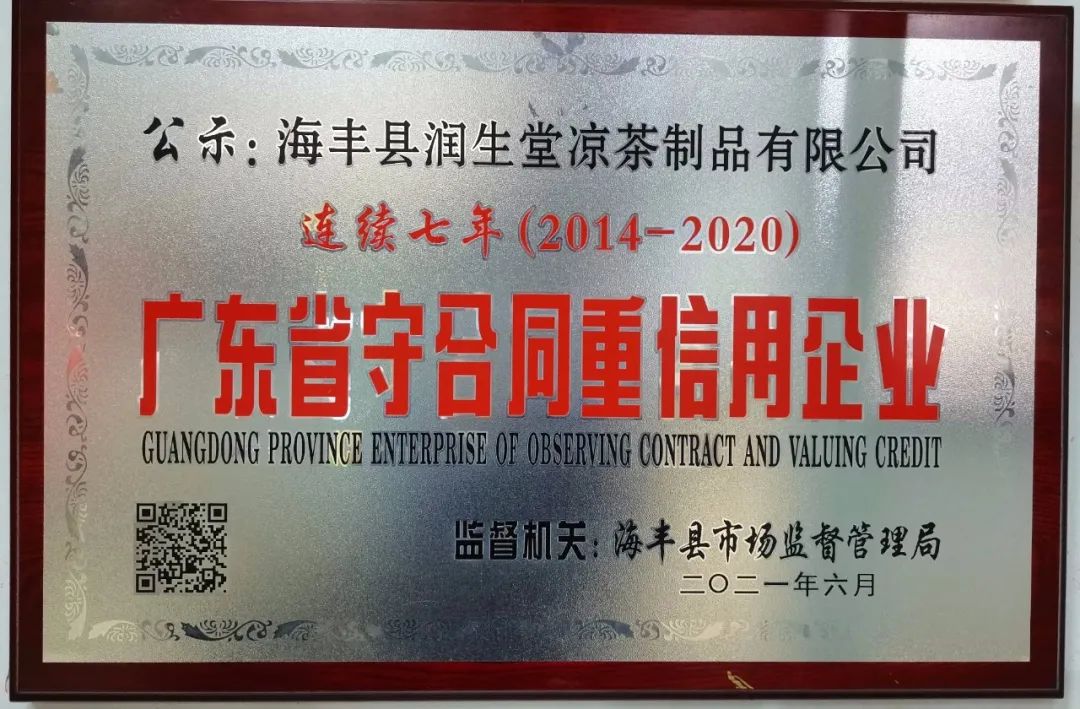 公示：海丰县润生堂凉茶制品有限公司
连续七年(2014-2020)
广东省守合同重信用企业
GUANGDONG PROVINCE ENTERPRISE OF OBSERVING CONTRACT AND VALUING CREDIT
监督机关：海丰县市场监督管理局
二〇二一年六月